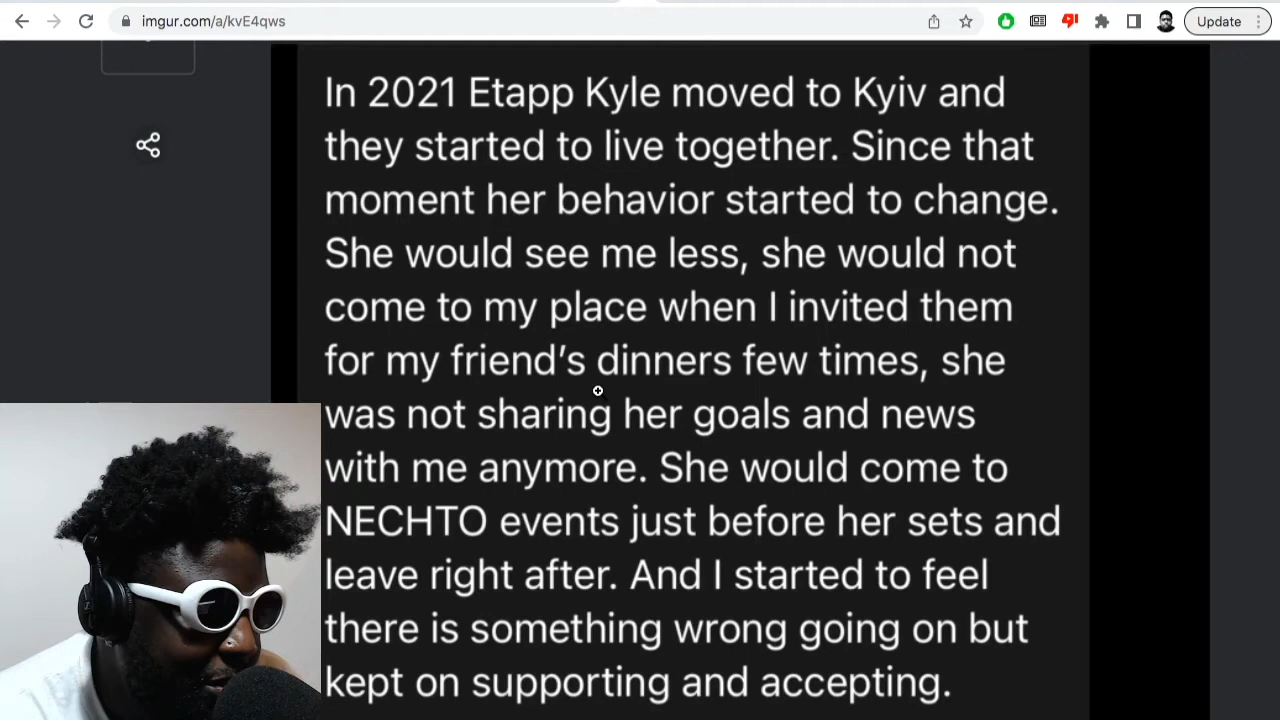 imgur.com/a/kvE4qws
Update
In 2021 Etapp Kyle moved to Kyiv and
they started to live together. Since that
moment her behavior started to change.
She would see me less, she would not
come to my place when I invited them
for my friend’s dinners few times, she
was not sharing her goals and news
with me anymore. She would come to
NECHTO events just before her sets and
leave right after. And I started to feel
there is something wrong going on but
kept on supporting and accepting.